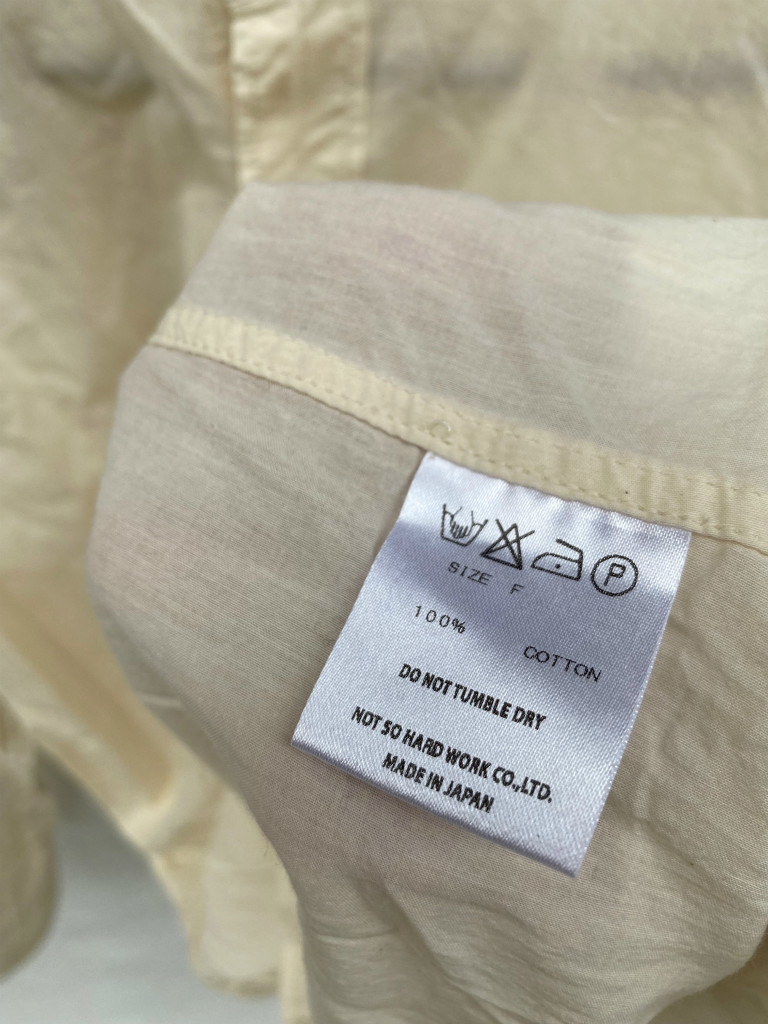 P
SIZE F
100% COTTON
DO NOT TUMBLE DRY
NOT SO HARD WORK CO.,LTD.
MADE IN JAPAN